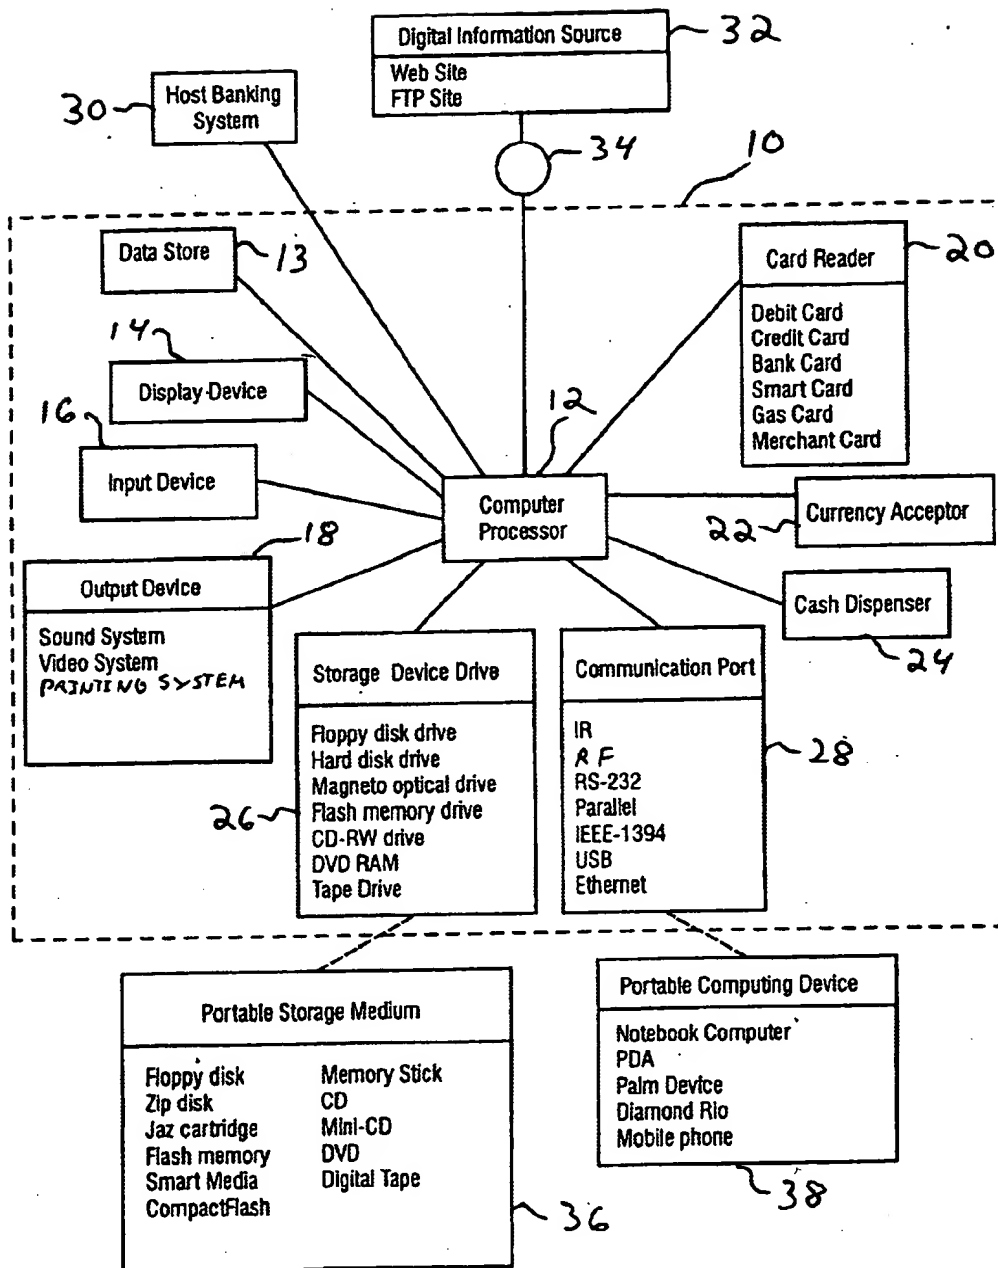 Digital Information Source
32
Web Site
FTP Site
30
Host Banking
System
34
10
Data Store
13
Card Reader
20
Debit Card
Credit Card
Bank Card
Smart Card
Gas Card
Merchant Card
14
Display Device
16
Input Device
12
Computer
Processor
22
Currency Acceptor
18
Output Device
Sound System
Video System
PRINTING SYSTEM
Cash Dispenser
24
Storage Device Drive
Floppy disk drive
Hard disk drive
Magneto optical drive
Flash memory drive
CD-RW drive
DVD RAM
Tape Drive
26
Communication Port
IR
RF
RS-232
Parallel
IEEE-1394
USB
Ethernet
28
Portable Storage Medium
Floppy disk
Zip disk
Jaz cartridge
Flash memory
Smart Media
CompactFlash
Memory Stick
CD
Mini-CD
DVD
Digital Tape
36
Portable Computing Device
Notebook Computer
PDA
Palm Device
Diamond Rio
Mobile phone
38